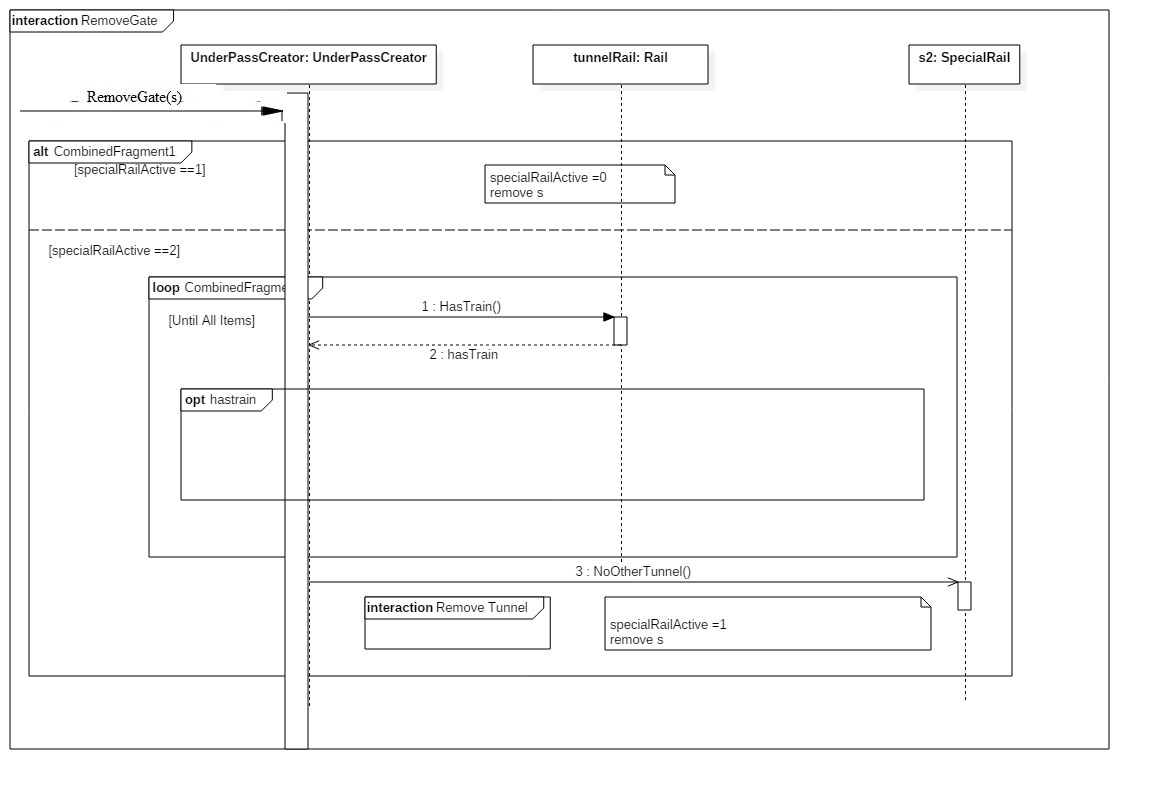 interaction RemoveGate
UnderPassCreator: UnderPassCreator
tunnelRail: Rail
s2: SpecialRail
RemoveGate(s)
alt CombinedFragment1
[specialRailActive ==1]
specialRailActive =0
remove s
[specialRailActive ==2]
loop CombinedFragme
1 : HasTrain()
[Until All Items]
2 : hasTrain
opt hastrain
3 : NoOtherTunnel()
interaction Remove Tunnel
specialRailActive =1
remove s